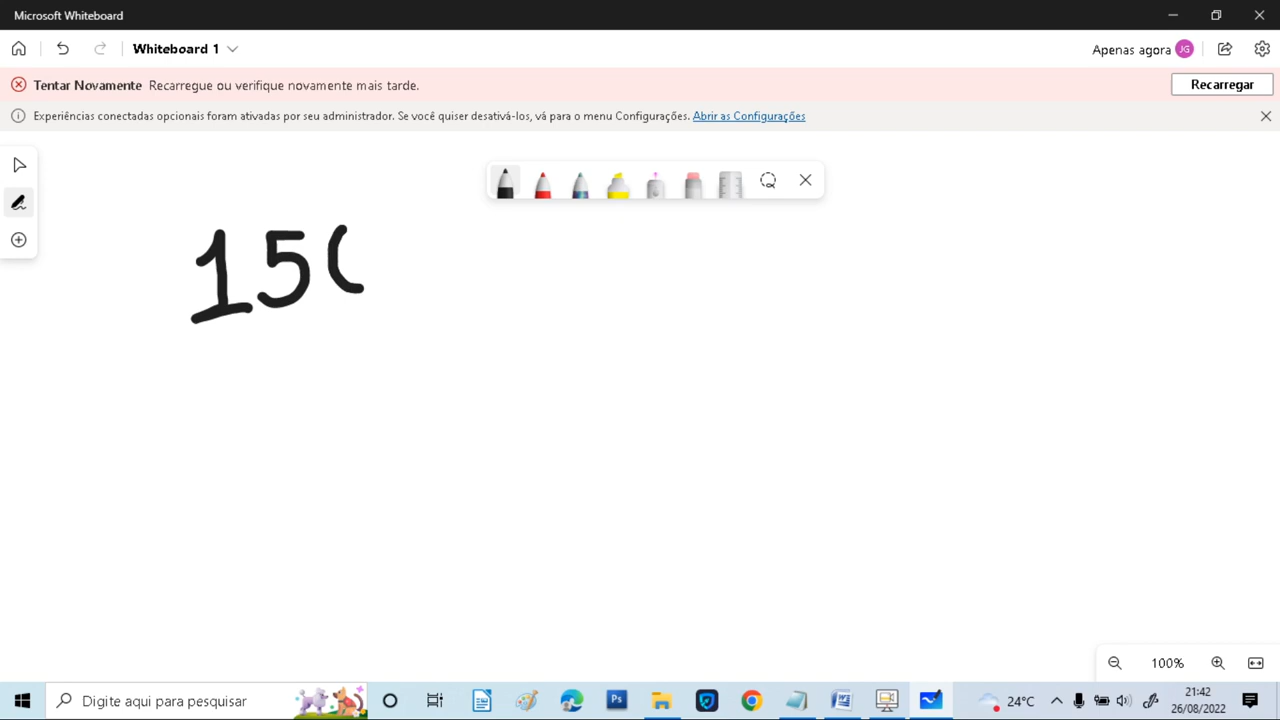 Microsoft Whiteboard
Whiteboard 1
Apenas agora JG
Tentar Novamente Recarregue ou verifique novamente mais tarde.
Recarregar
Experiências conectadas opcionais foram ativadas por seu administrador. Se você quiser desativá-los, vá para o menu Configurações. Abrir as Configurações
15(
100%
Digite aqui para pesquisar
Ps
W
24°C
21:42
26/08/2022